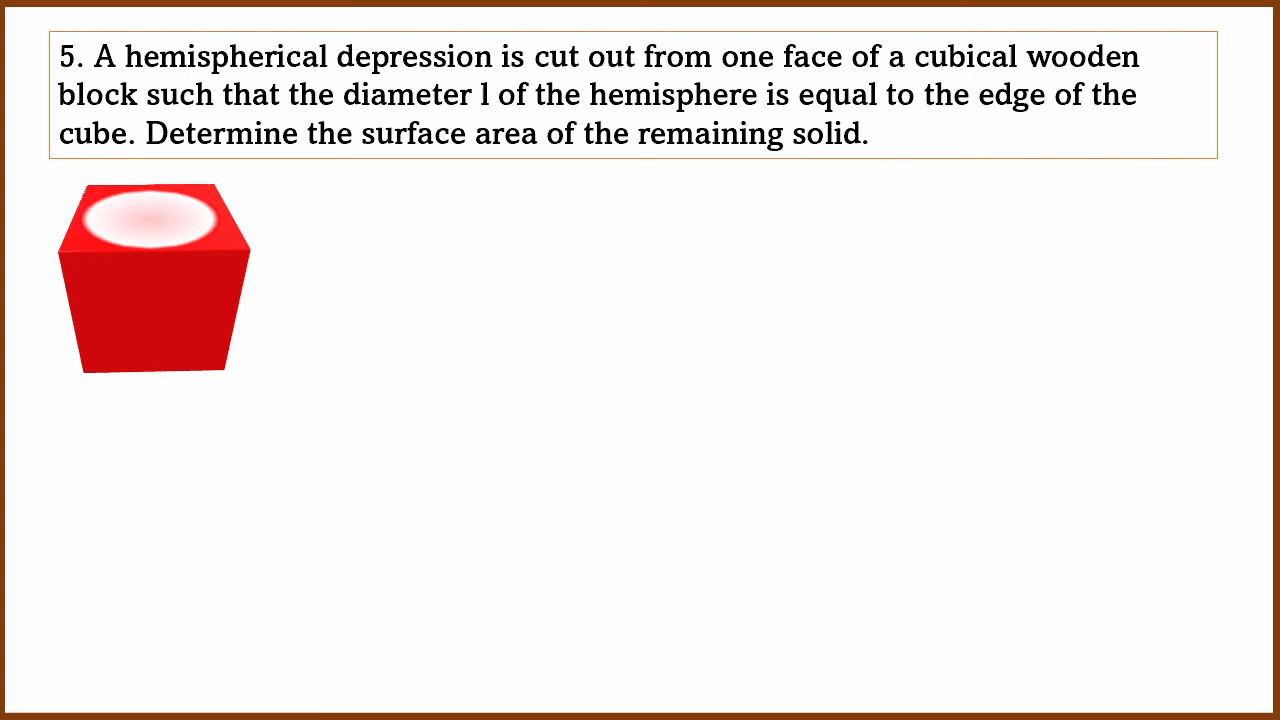 5. A hemispherical depression is cut out from one face of a cubical wooden
block such that the diameter l of the hemisphere is equal to the edge of the
cube. Determine the surface area of the remaining solid.